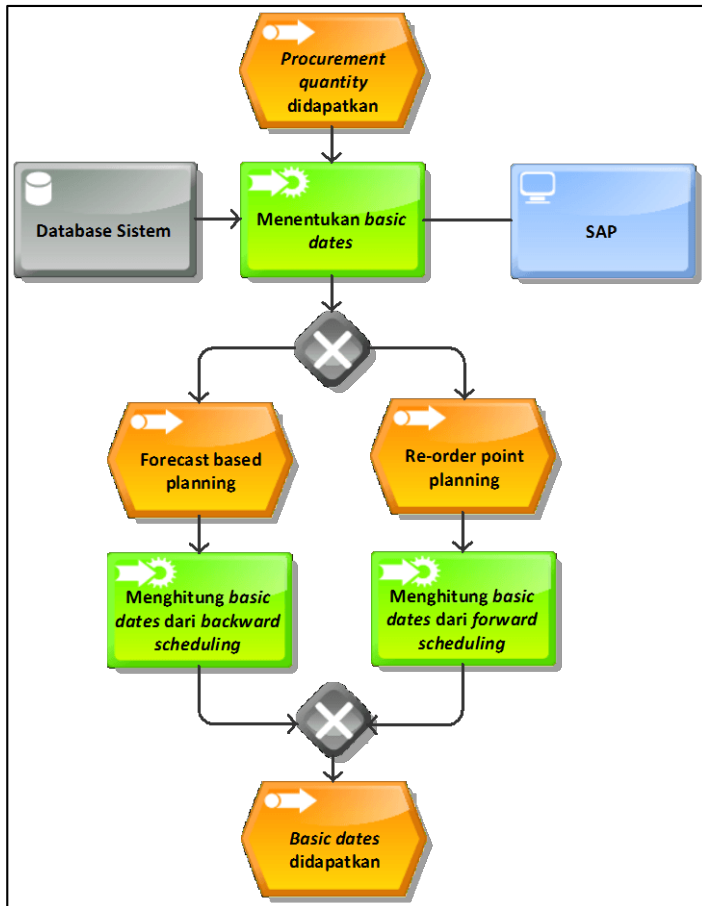 Procurement
quantity
didapatkan
Database Sistem
Menentukan basic
dates
SAP
Forecast based
planning
Re-order point
planning
Menghitung basic
dates dari backward
scheduling
Menghitung basic
dates dari forward
scheduling
Basic dates
didapatkan